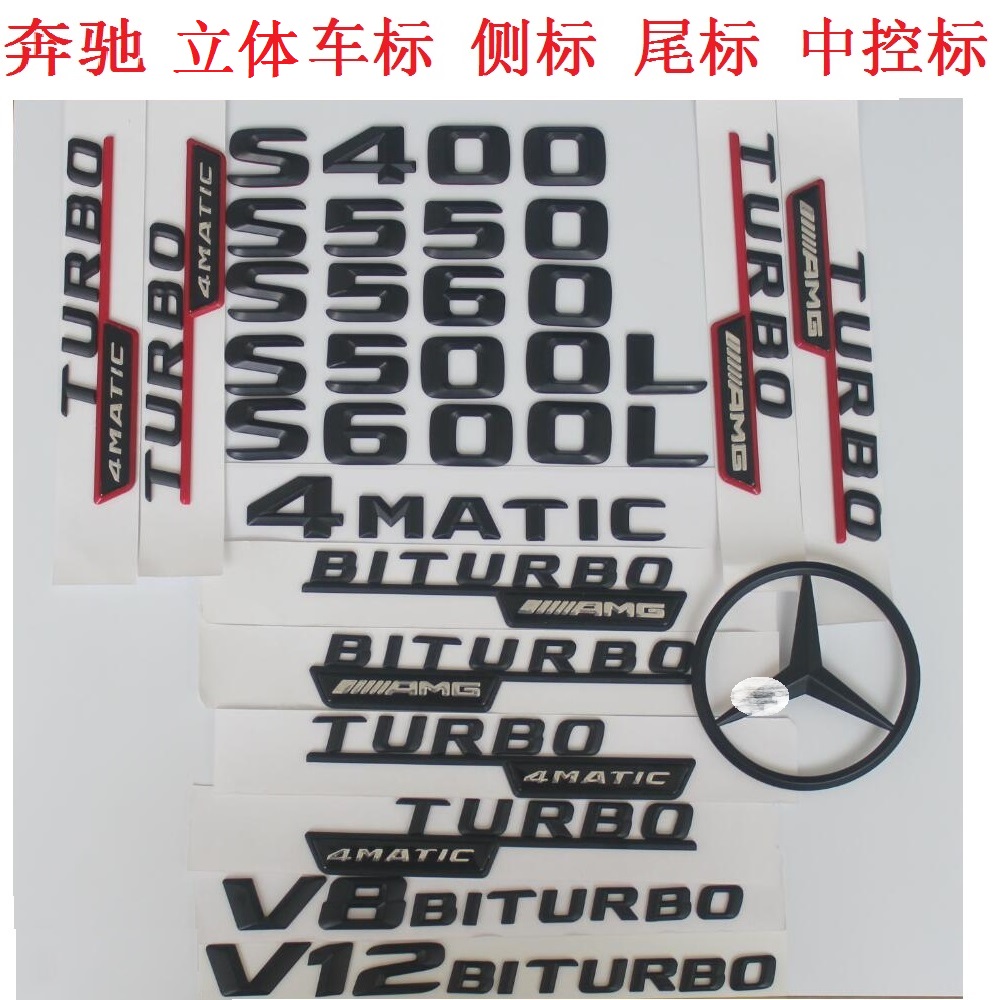 奔驰 立体车标 侧标 尾标 中控标
TURBO
4MATIC
TURBO
4MATIC
S400
S550
S560
S500L
S600L
TURBO
AMG
TURBO
AMG
4MATIC
BITURBO
AMG
BITURBO
AMG
TURBO
4MATIC
TURBO
4MATIC
V8BITURBO
V12BITURBO